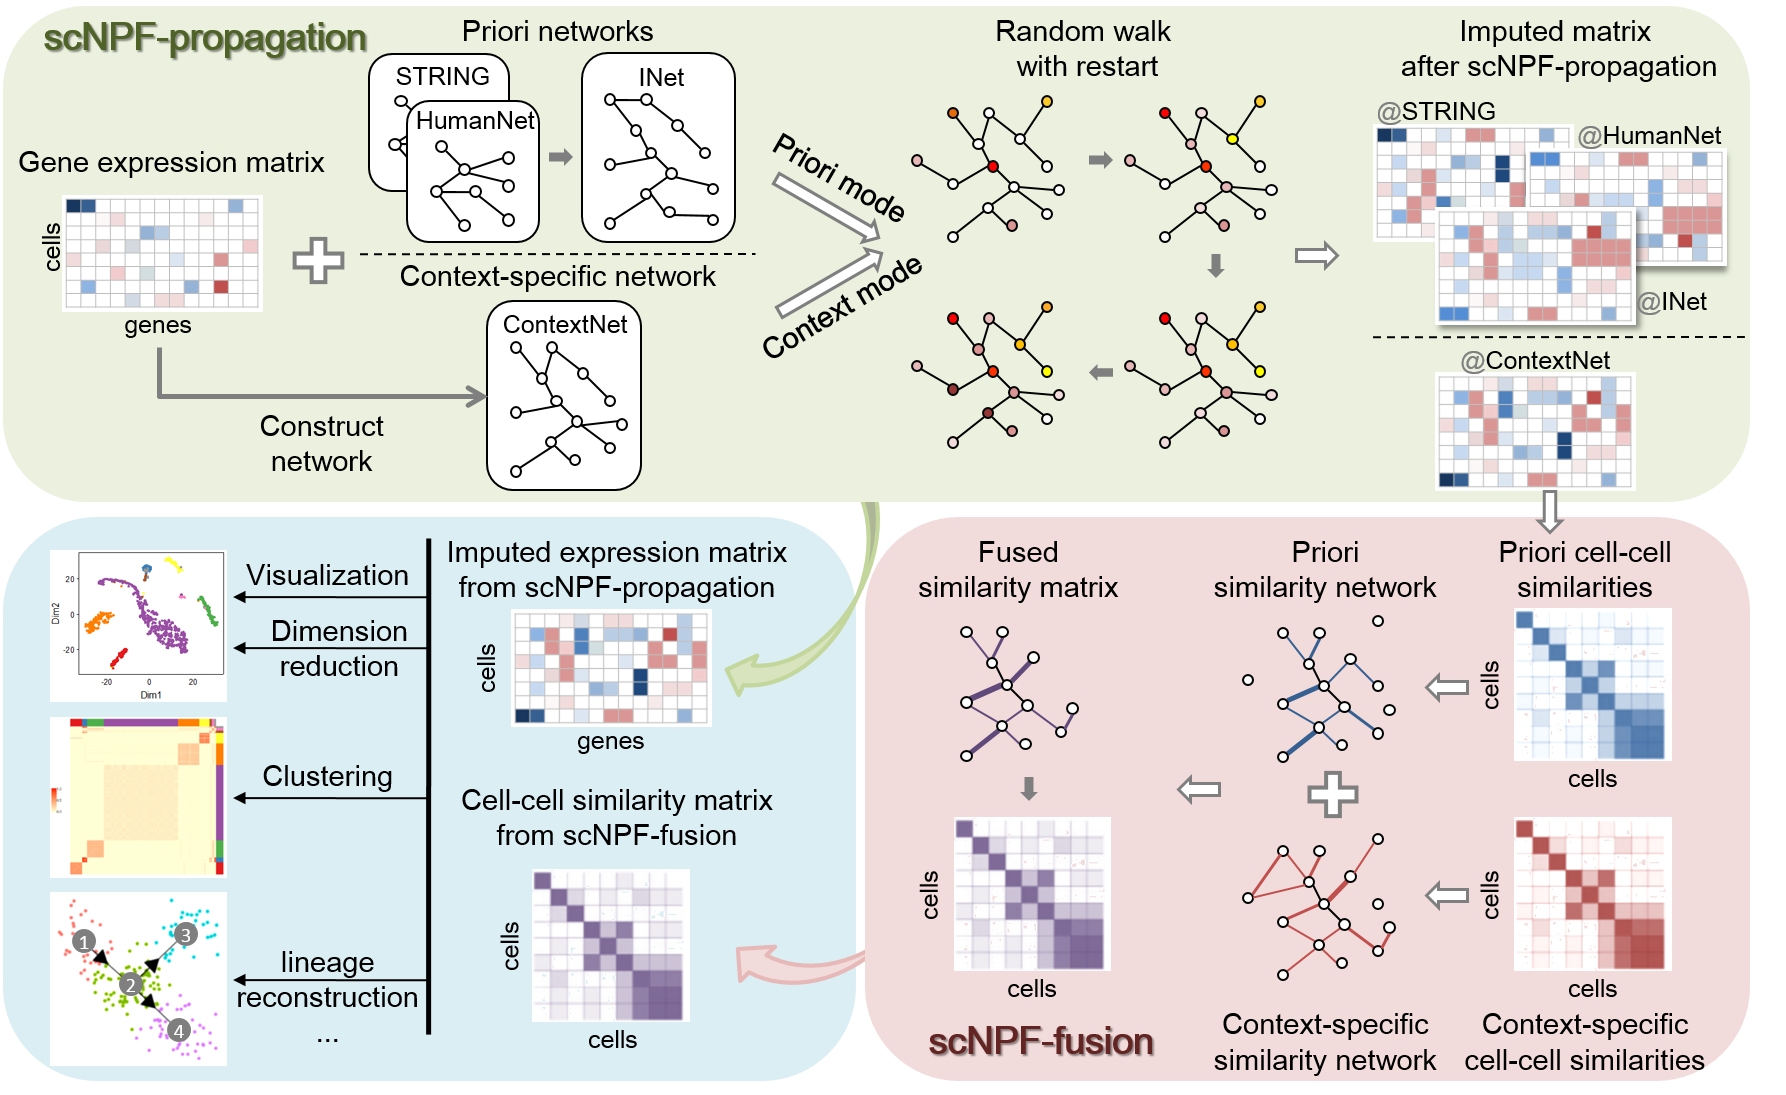 scNPF-propagation
Priori networks
STRING
HumanNet
INet
Gene expression matrix
cells
genes
Context-specific network
ContextNet
Construct
network
Priori mode
Context mode
Random walk
with restart
Imputed matrix
after scNPF-propagation
@STRING
@HumanNet
@INet
@ContextNet
Visualization
Dimension
reduction
Clustering
lineage
reconstruction
...
Dim2
20
0
-20
-20
0
20
Dim1
1
2
3
4
Imputed expression matrix
from scNPF-propagation
cells
genes
Cell-cell similarity matrix
from scNPF-fusion
cells
cells
Fused
similarity matrix
cells
cells
scNPF-fusion
Priori
similarity network
Context-specific
similarity network
Priori cell-cell
similarities
cells
cells
cells
cells
Context-specific
cell-cell similarities